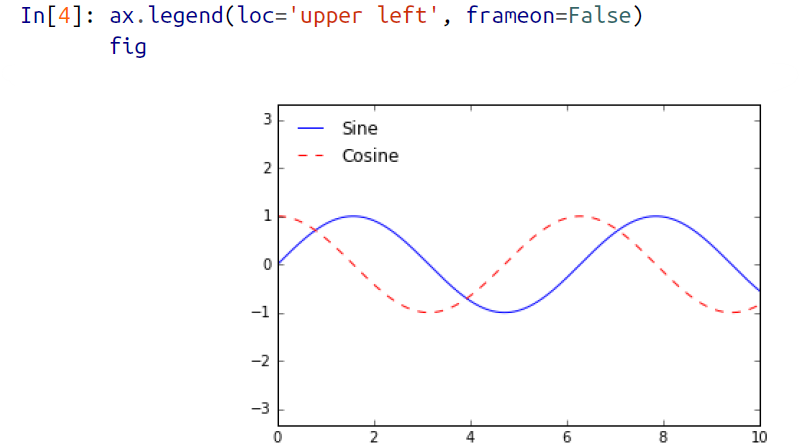 In[4]: ax.legend(loc='upper left', frameon=False)
fig
3
Sine
Cosine
2
1
0
−1
−2
−3
0 2 4 6 8 10